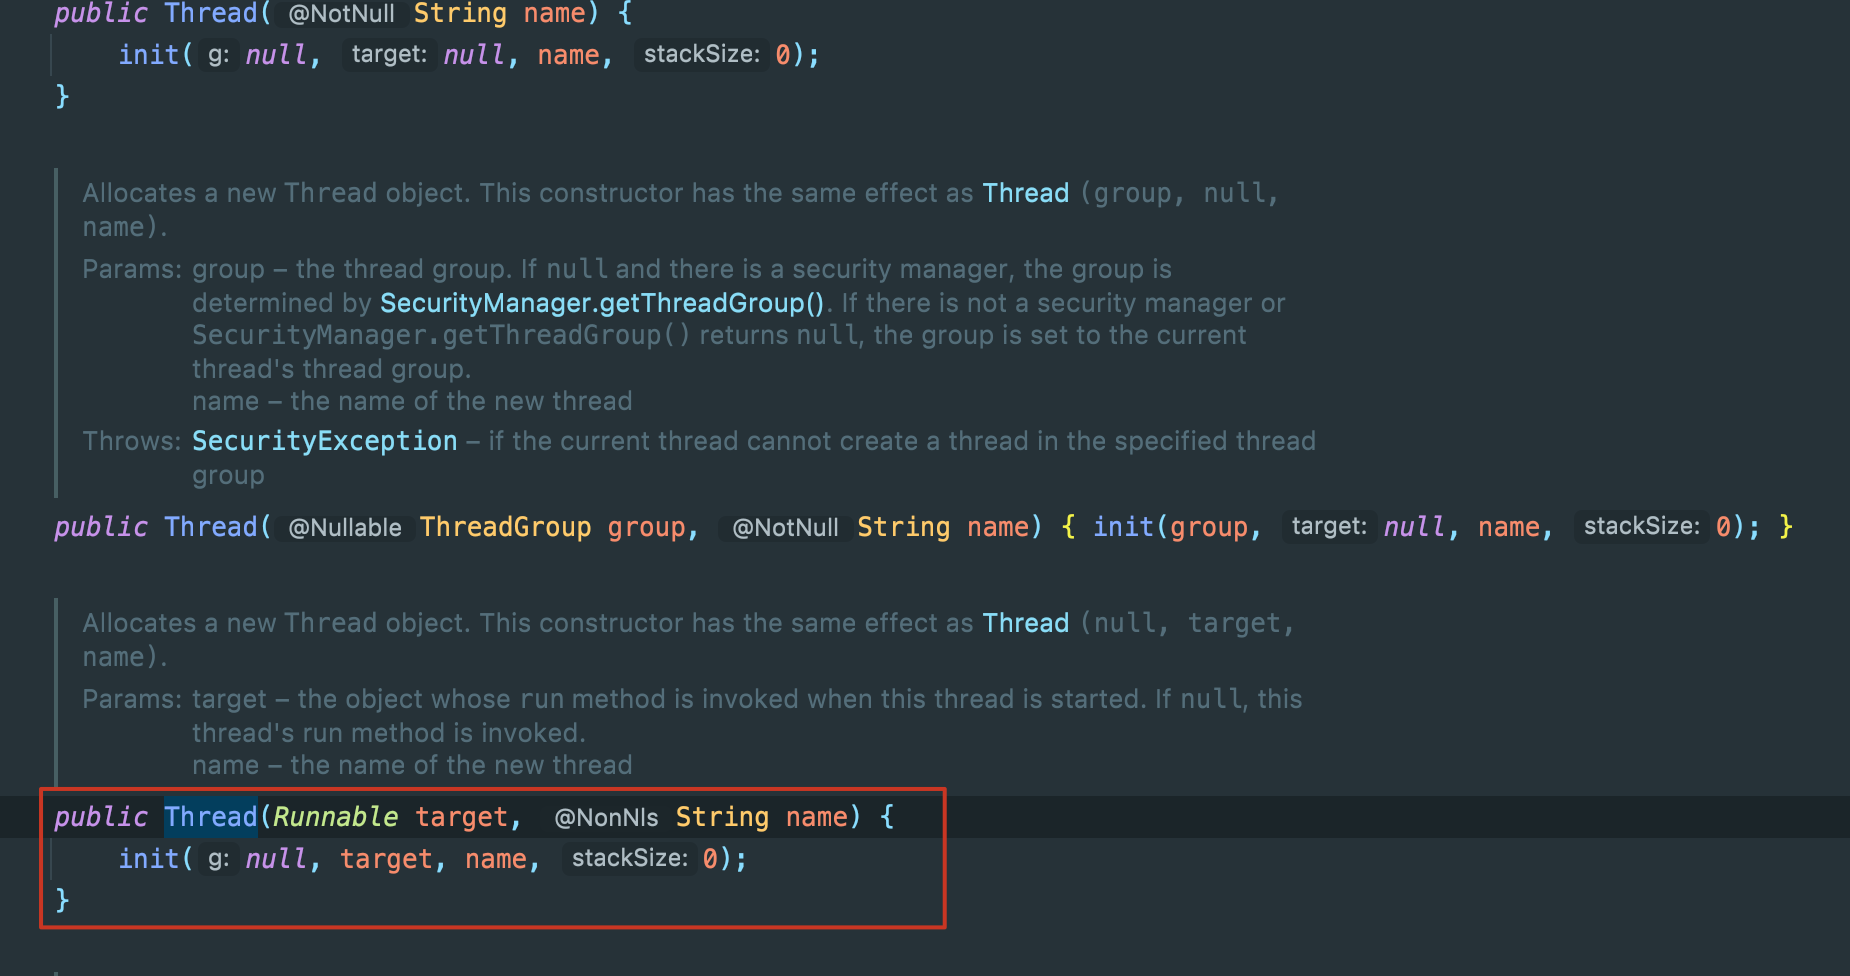 public Thread( @NotNull String name) {
init( g: null, target: null, name, stackSize: 0);
}
Allocates a new Thread object. This constructor has the same effect as Thread (group, null,
name).
Params: group – the thread group. If null and there is a security manager, the group is
determined by SecurityManager.getThreadGroup(). If there is not a security manager or
SecurityManager.getThreadGroup() returns null, the group is set to the current
thread's thread group.
name – the name of the new thread
Throws: SecurityException – if the current thread cannot create a thread in the specified thread
group
public Thread( @Nullable ThreadGroup group, @NotNull String name) { init(group, target: null, name, stackSize: 0); }
Allocates a new Thread object. This constructor has the same effect as Thread (null, target,
name).
Params: target – the object whose run method is invoked when this thread is started. If null, this
thread's run method is invoked.
name – the name of the new thread
public Thread(Runnable target, @NonNls String name) {
init( g: null, target, name, stackSize: 0);
}